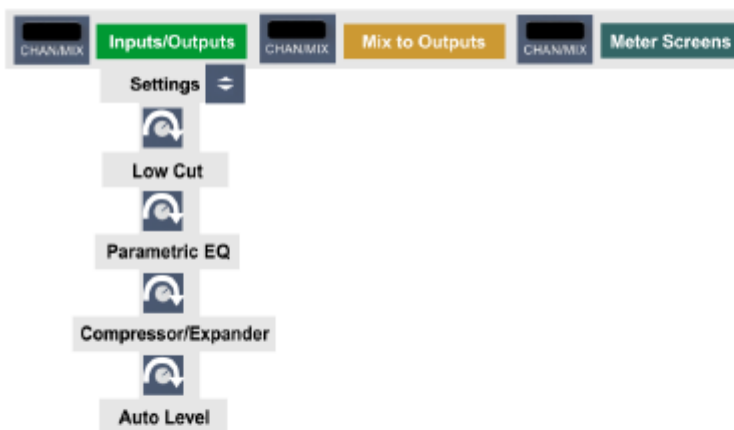 CHAN/MIX Inputs/Outputs CHAN/MIX Mix to Outputs CHAN/MIX Meter Screens
Settings
Low Cut
Parametric EQ
Compressor/Expander
Auto Level